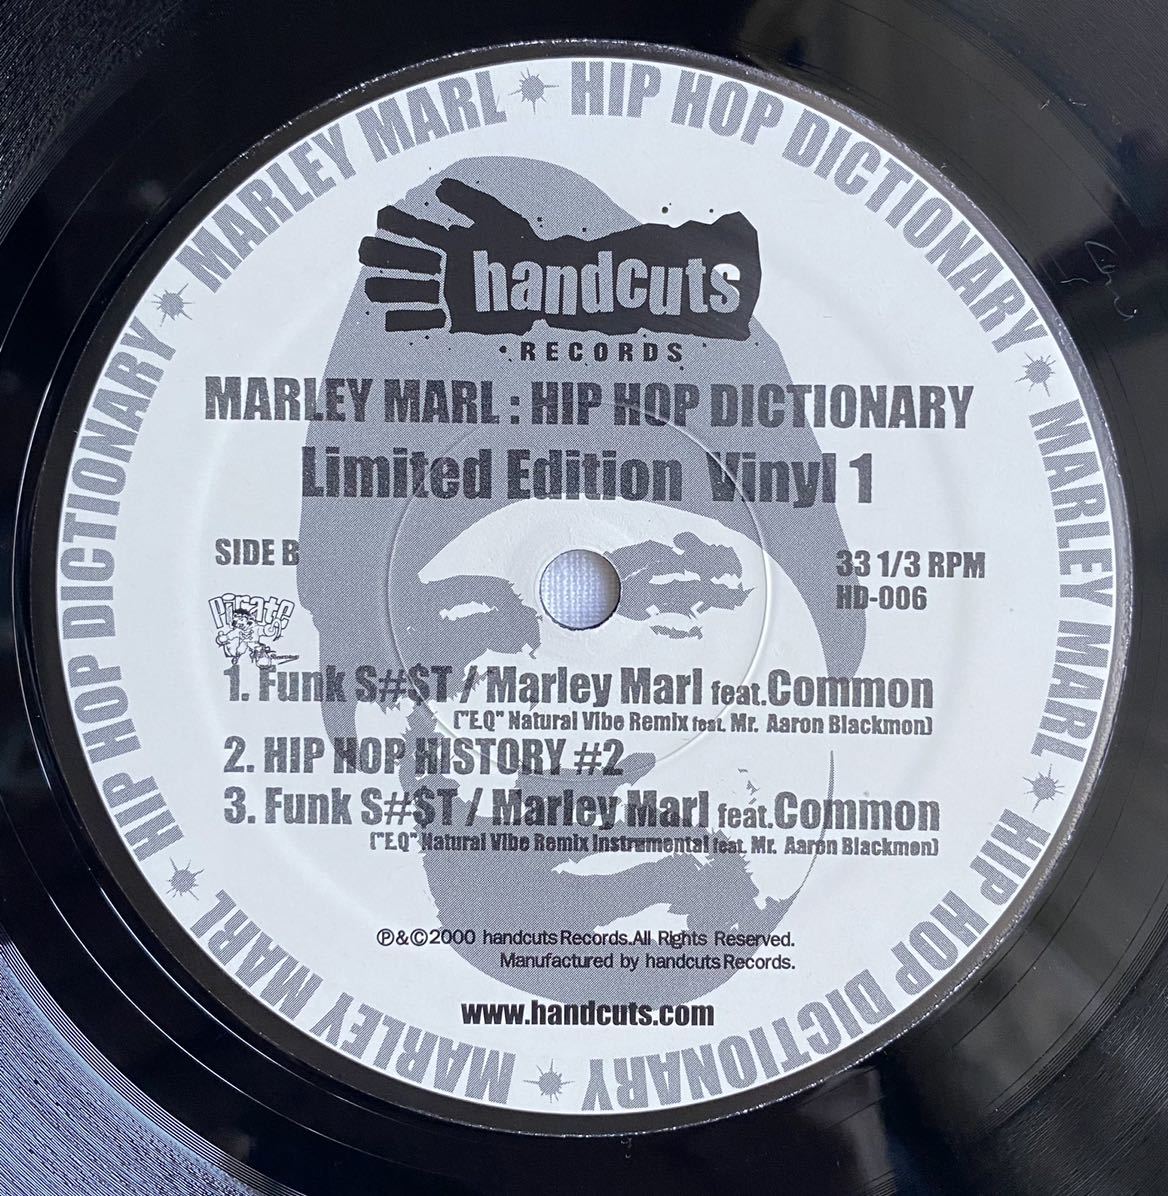 MARLEY MARL HIP HOP DICTIONARY MARLEY MARL HIP HOP DICTIONARY MARLEY MARL HIP HOP DICTIONARY
handcuts
RECORDS
MARLEY MARL : HIP HOP DICTIONARY
Limited Edition Vinyl 1
SIDE B
33 1/3 RPM
HD-006
Pirate
1. Funk S#$T / Marley Marl feat. Common
("E.Q" Natural Vibe Remix feat. Mr. Aaron Blackmon)
2. HIP HOP HISTORY #2
3. Funk S#$T / Marley Marl feat. Common
("E.Q" Natural Vibe Remix Instrumental feat. Mr. Aaron Blackmon)
℗&©2000 handcuts Records. All Rights Reserved.
Manufactured by handcuts Records.
www.handcuts.com